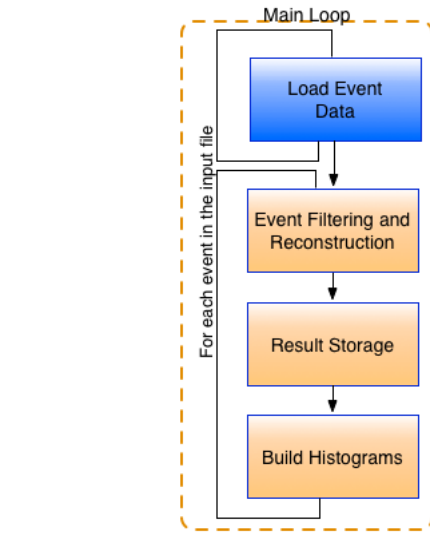 Main Loop
Load Event
Data
For each event in the input file
Event Filtering and
Reconstruction
Result Storage
Build Histograms